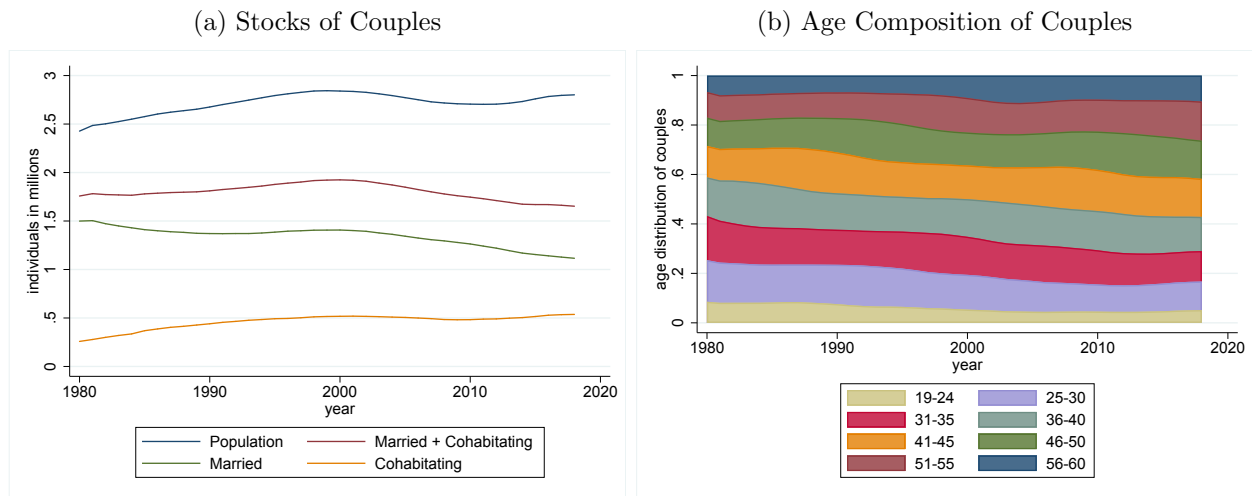 (a) Stocks of Couples
individuals in millions
3
2.5
2
1.5
1
.5
0
1980 1990 2000 2010 2020
year
Population Married + Cohabitating
Married Cohabitating
(b) Age Composition of Couples
age distribution of couples
1
.8
.6
.4
.2
0
1980 1990 2000 2010 2020
year
19-24 25-30
31-35 36-40
41-45 46-50
51-55 56-60